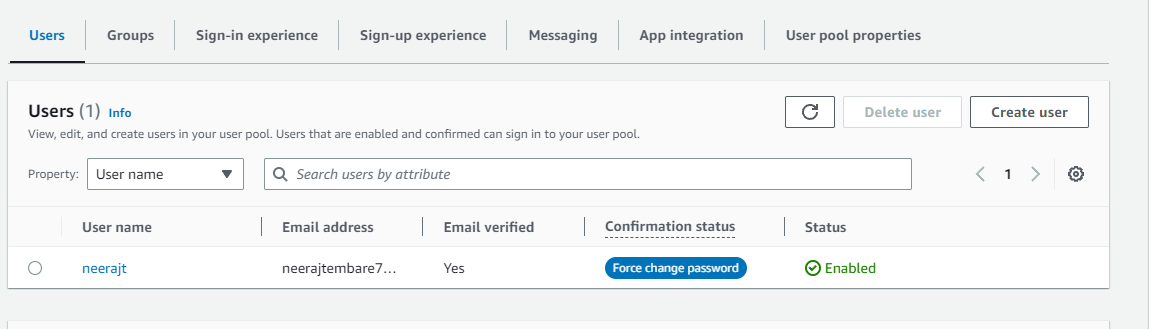 Users Groups Sign-in experience Sign-up experience Messaging App integration User pool properties
Users (1) Info
Delete user Create user
View, edit, and create users in your user pool. Users that are enabled and confirmed can sign in to your user pool.
Property: User name Search users by attribute 1
User name Email address Email verified Confirmation status Status
neerajt neerajtembare7… Yes Force change password Enabled